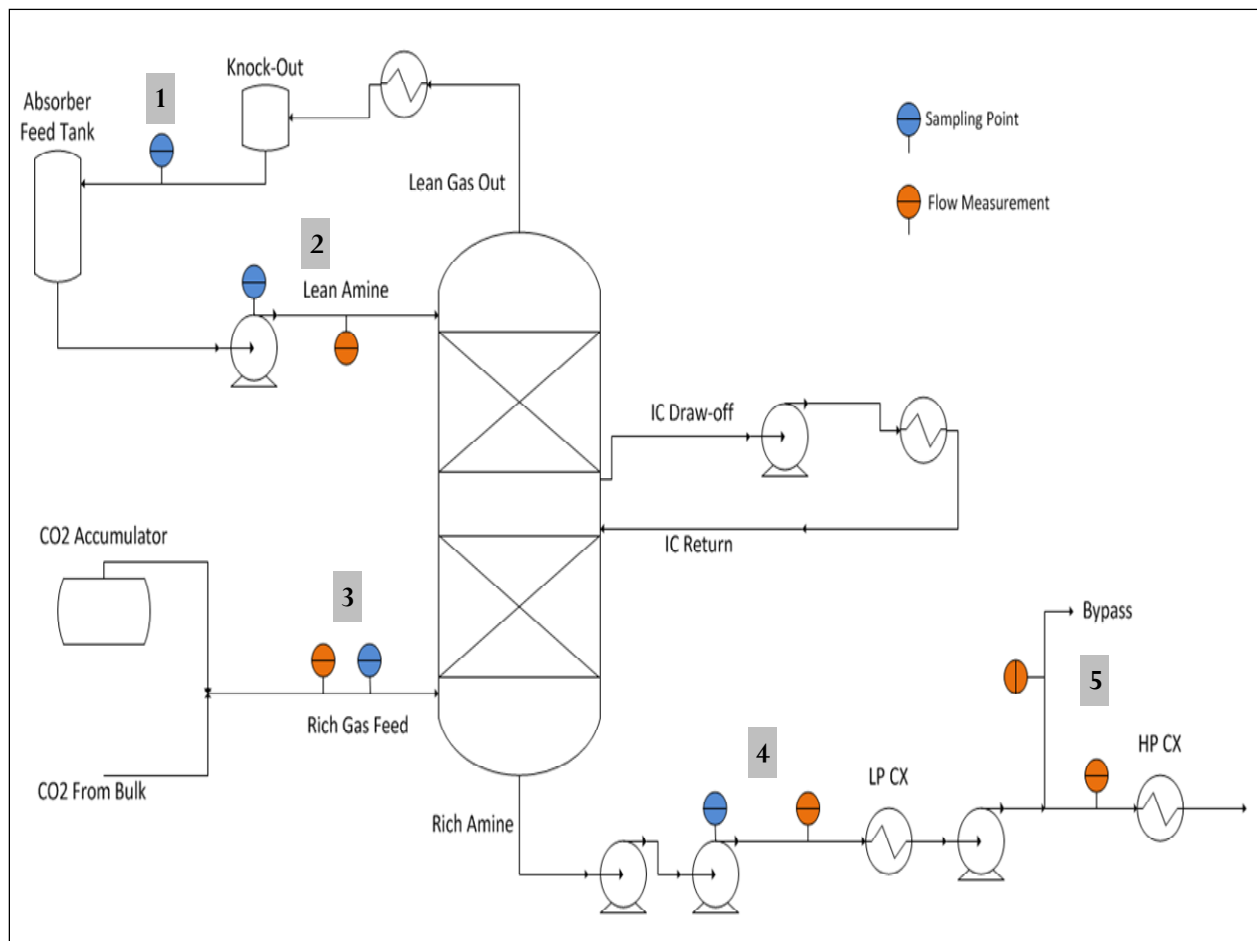 Knock-Out
1
Absorber
Feed Tank
Sampling Point
Lean Gas Out
Flow Measurement
2
Lean Amine
IC Draw-off
CO2 Accumulator
IC Return
3
Bypass
5
Rich Gas Feed
HP CX
4
LP CX
CO2 From Bulk
Rich Amine